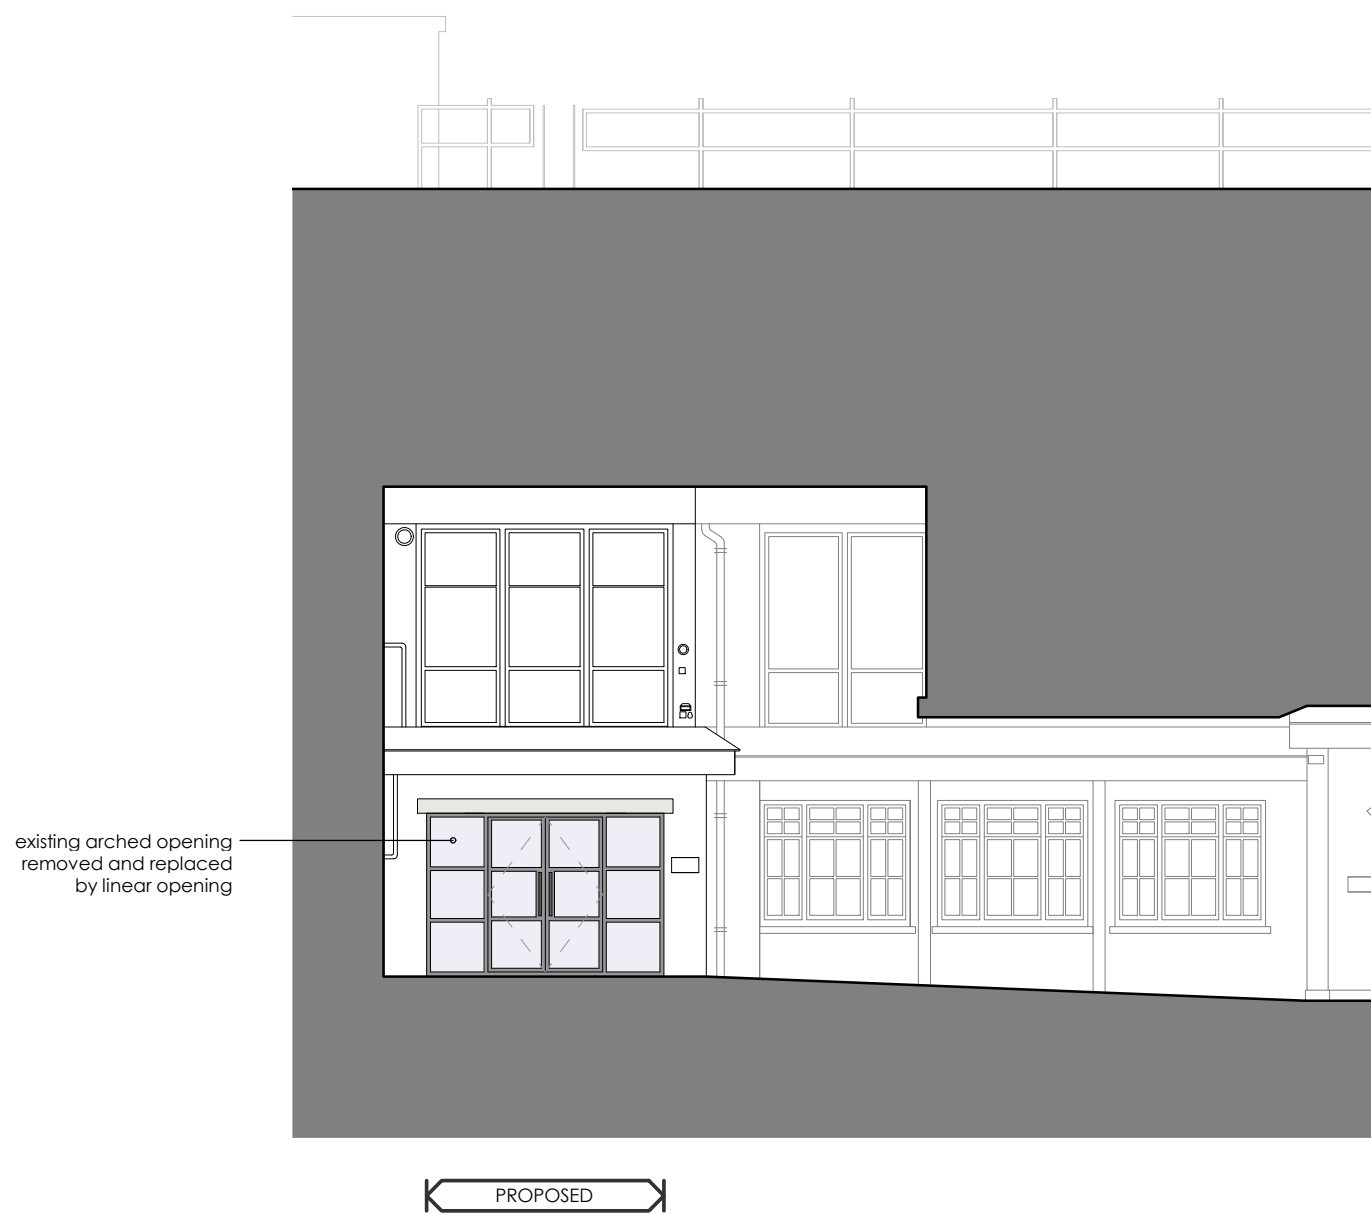 existing arched opening
removed and replaced
by linear opening
PROPOSED